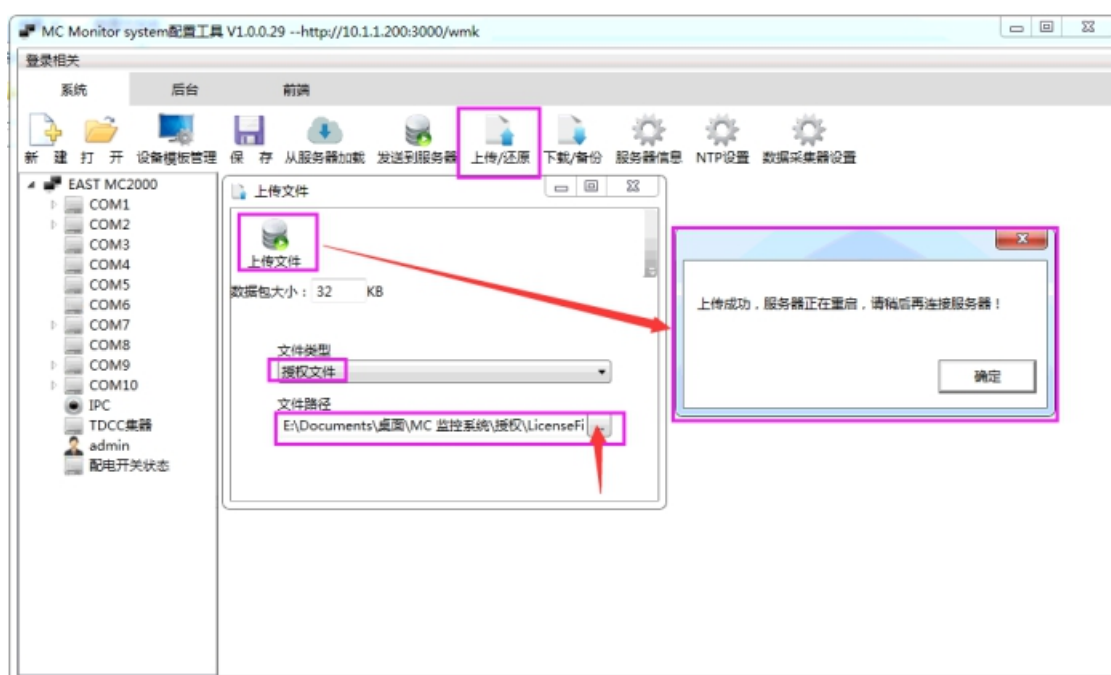 MC Monitor system配置工具 V1.0.0.29 --http://10.1.1.200:3000/wmk
登录相关
系统 后台 前端
新 建 打 开 设备模板管理 保 存 从服务器加载 发送到服务器 上传/还原 下载/备份 服务器信息 NTP设置 数据采集器设置
EAST MC2000
COM1
COM2
COM3
COM4
COM5
COM6
COM7
COM8
COM9
COM10
IPC
TDCC集器
admin
配电开关状态
上传文件
上传文件
数据包大小： 32 KB
文件类型
授权文件
文件路径
E:\Documents\桌面\MC 监控系统\授权\LicenseFi
...
上传成功，服务器正在重启，请稍后再连接服务器！
确定